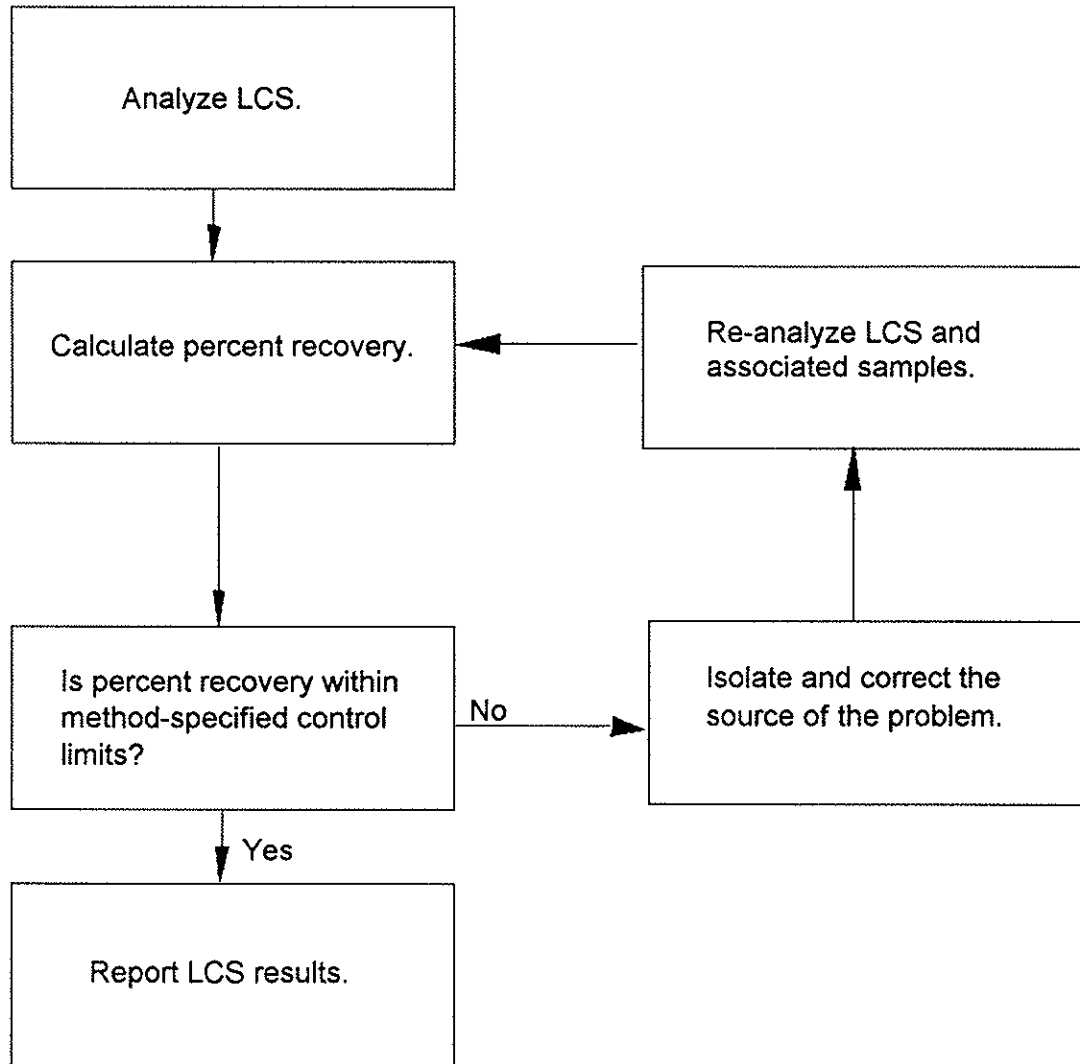 Analyze LCS.
Calculate percent recovery.
Re-analyze LCS and
associated samples.
Is percent recovery within
method-specified control
limits?
No
Isolate and correct the
source of the problem.
Yes
Report LCS results.